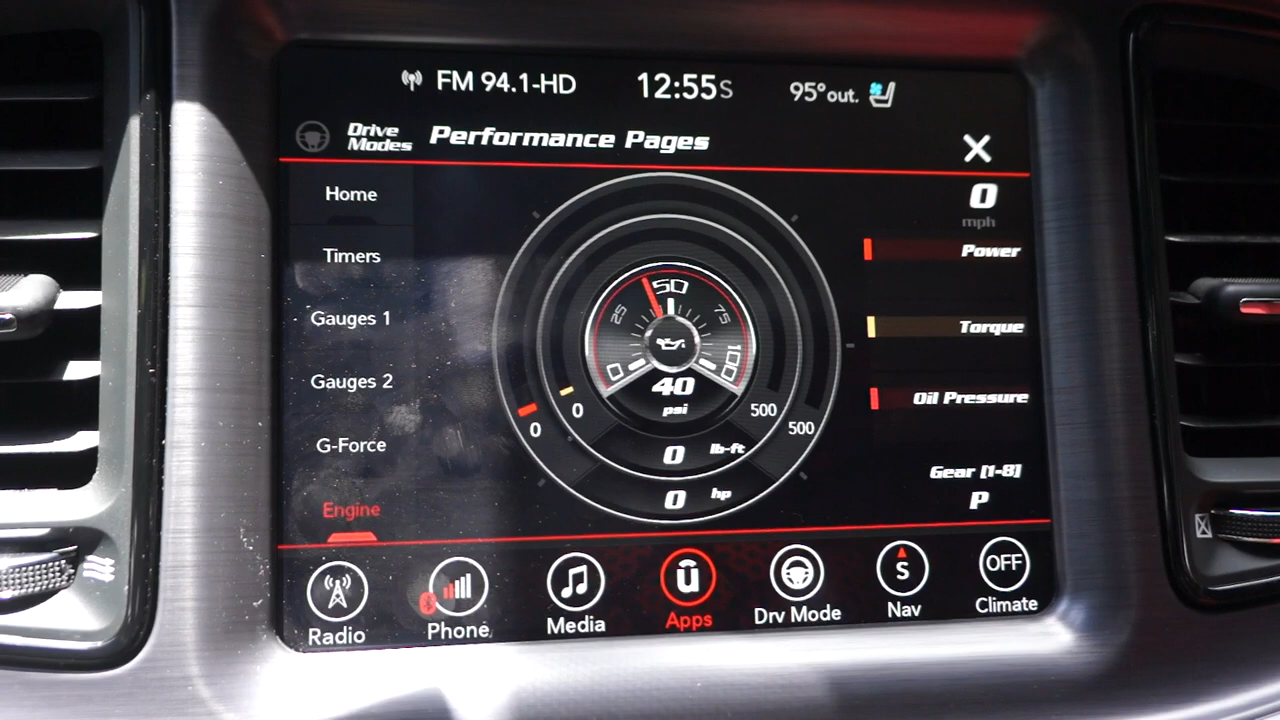 FM 94.1-HD
12:55 S
95° out.
Drive Modes
Performance Pages
X
Home
Timers
Gauges 1
Gauges 2
G-Force
Engine
0 25 50 75 100
40
psi
0 500
0 500
0 lb-ft
0 hp
0
mph
Power
Torque
Oil Pressure
Gear [1-8]
P
Radio
Phone
Media
û
Apps
Drv Mode
S
Nav
OFF
Climate